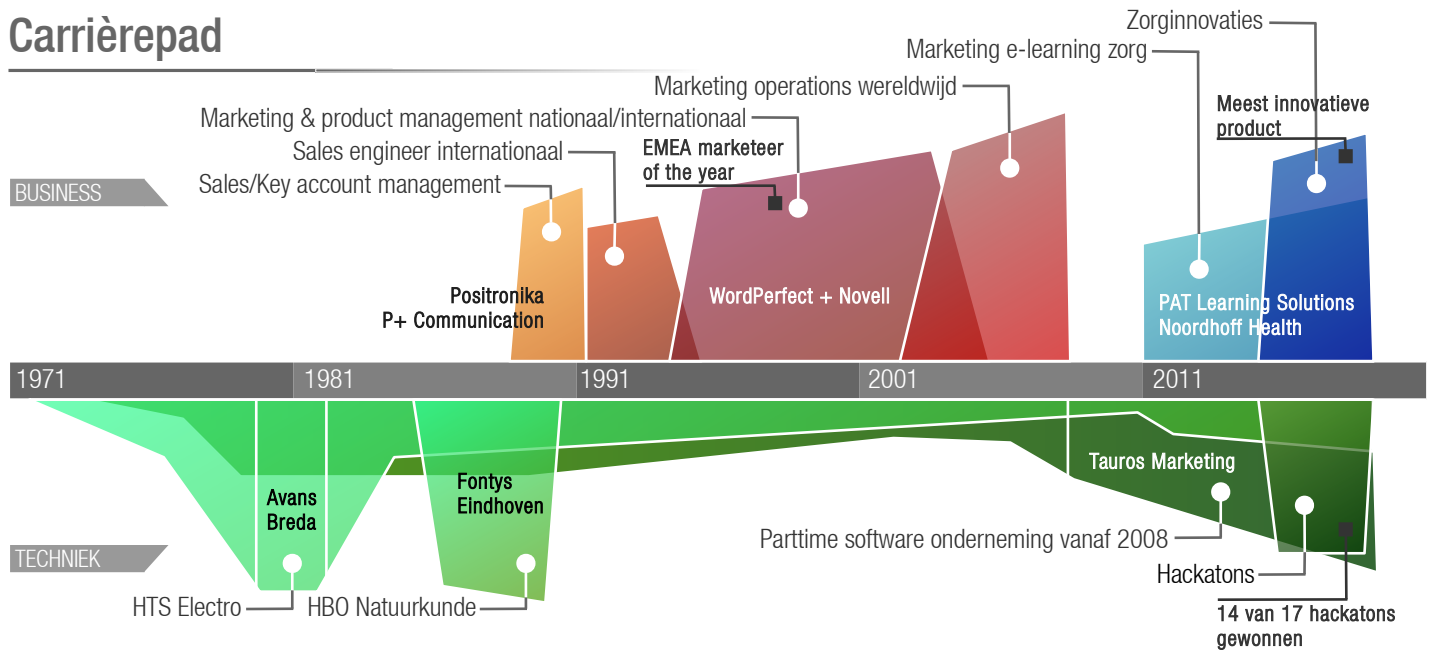 Carrièrepad
Zorginnovaties
Marketing e-learning zorg
Marketing operations wereldwijd
Meest innovatieve
product
Marketing & product management nationaal/internationaal
EMEA marketeer
of the year
Sales engineer internationaal
Sales/Key account management
BUSINESS
Positronika
P+ Communication
WordPerfect + Novell
PAT Learning Solutions
Noordhoff Health
1971
1981
1991
2001
2011
Avans
Breda
Fontys
Eindhoven
Tauros Marketing
TECHNIEK
Parttime software onderneming vanaf 2008
Hackatons
HTS Electro
HBO Natuurkunde
14 van 17 hackatons
gewonnen